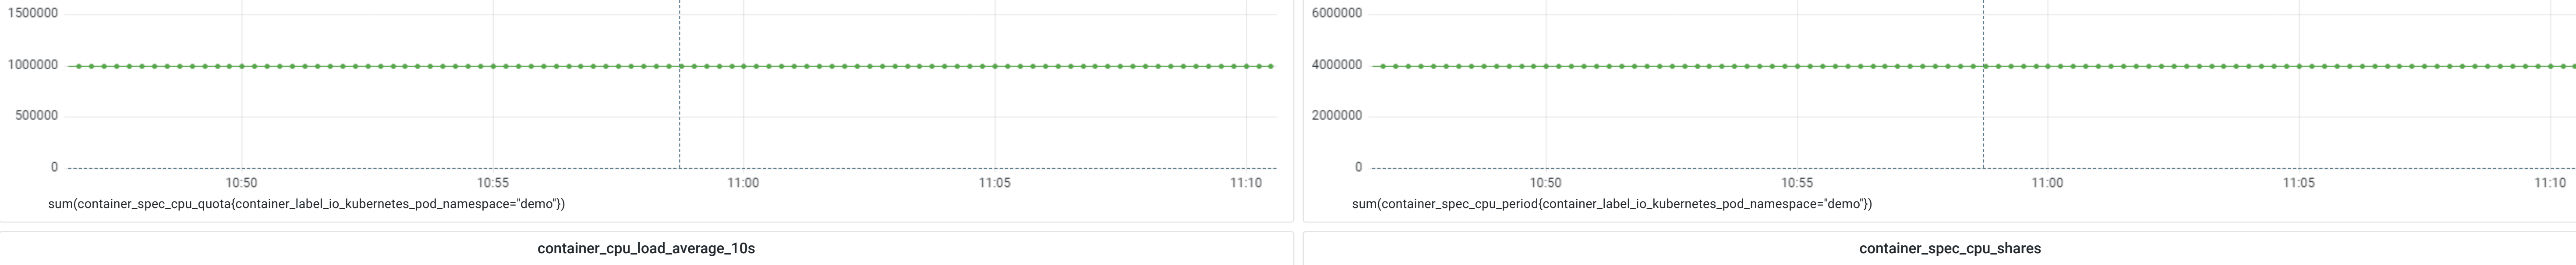 1500000
1000000
500000
0
10:50 10:55 11:00 11:05 11:10
sum(container_spec_cpu_quota{container_label_io_kubernetes_pod_namespace="demo"})
6000000
4000000
2000000
0
10:50 10:55 11:00 11:05 11:10
sum(container_spec_cpu_period{container_label_io_kubernetes_pod_namespace="demo"})
container_cpu_load_average_10s
container_spec_cpu_shares